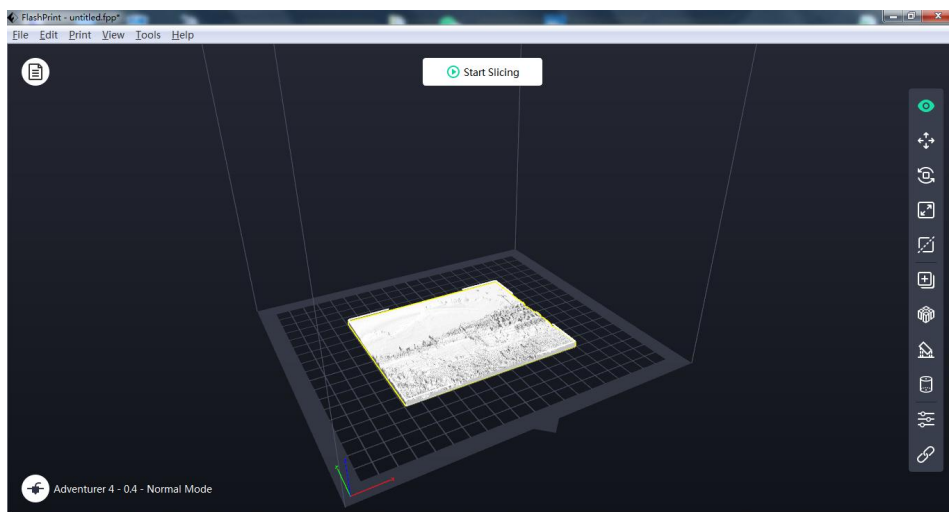 FlashPrint - untitled.fpp*
File Edit Print View Tools Help
Start Slicing
Adventurer 4 - 0.4 - Normal Mode